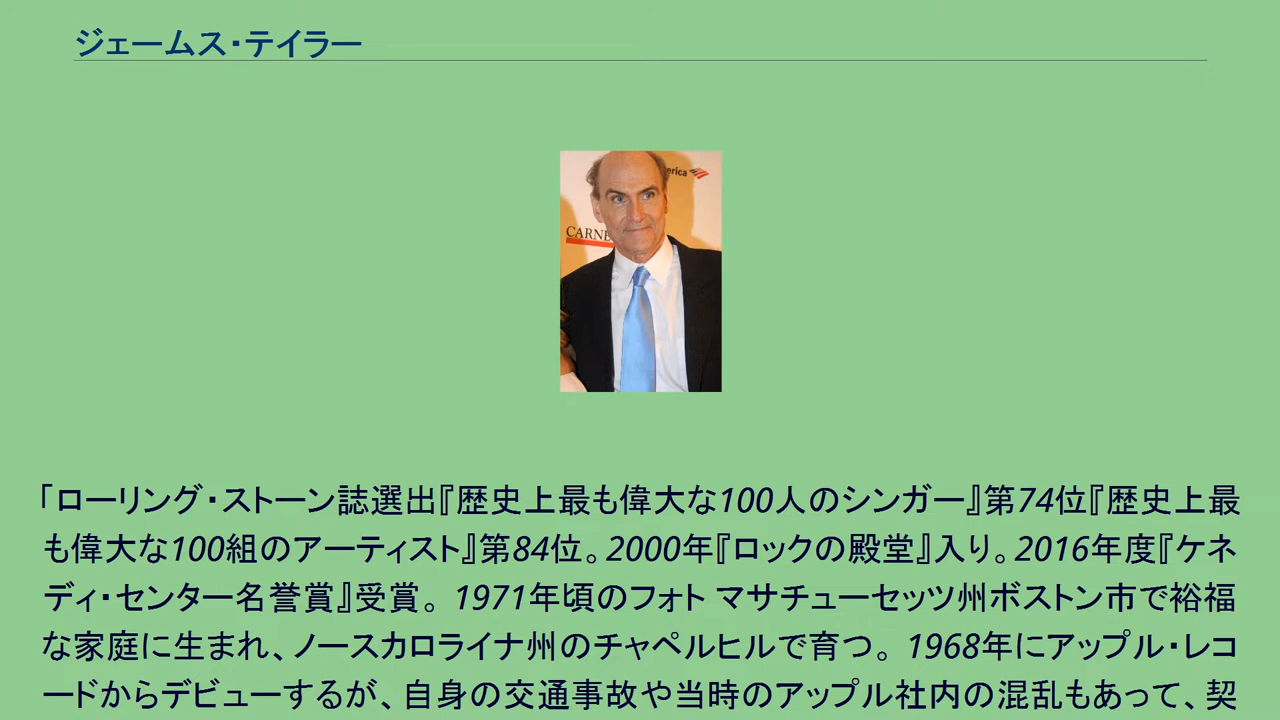 ジェームス・テイラー
erica
CARNE
「ローリング・ストーン誌選出『歴史上最も偉大な100人のシンガー』第74位『歴史上最
も偉大な100組のアーティスト』第84位。2000年『ロックの殿堂』入り。2016年度『ケネ
ディ・センター名誉賞』受賞。 1971年頃のフォト マサチューセッツ州ボストン市で裕福
な家庭に生まれ、ノースカロライナ州のチャペルヒルで育つ。 1968年にアップル・レコ
ードからデビューするが、自身の交通事故や当時のアップル社内の混乱もあって、契